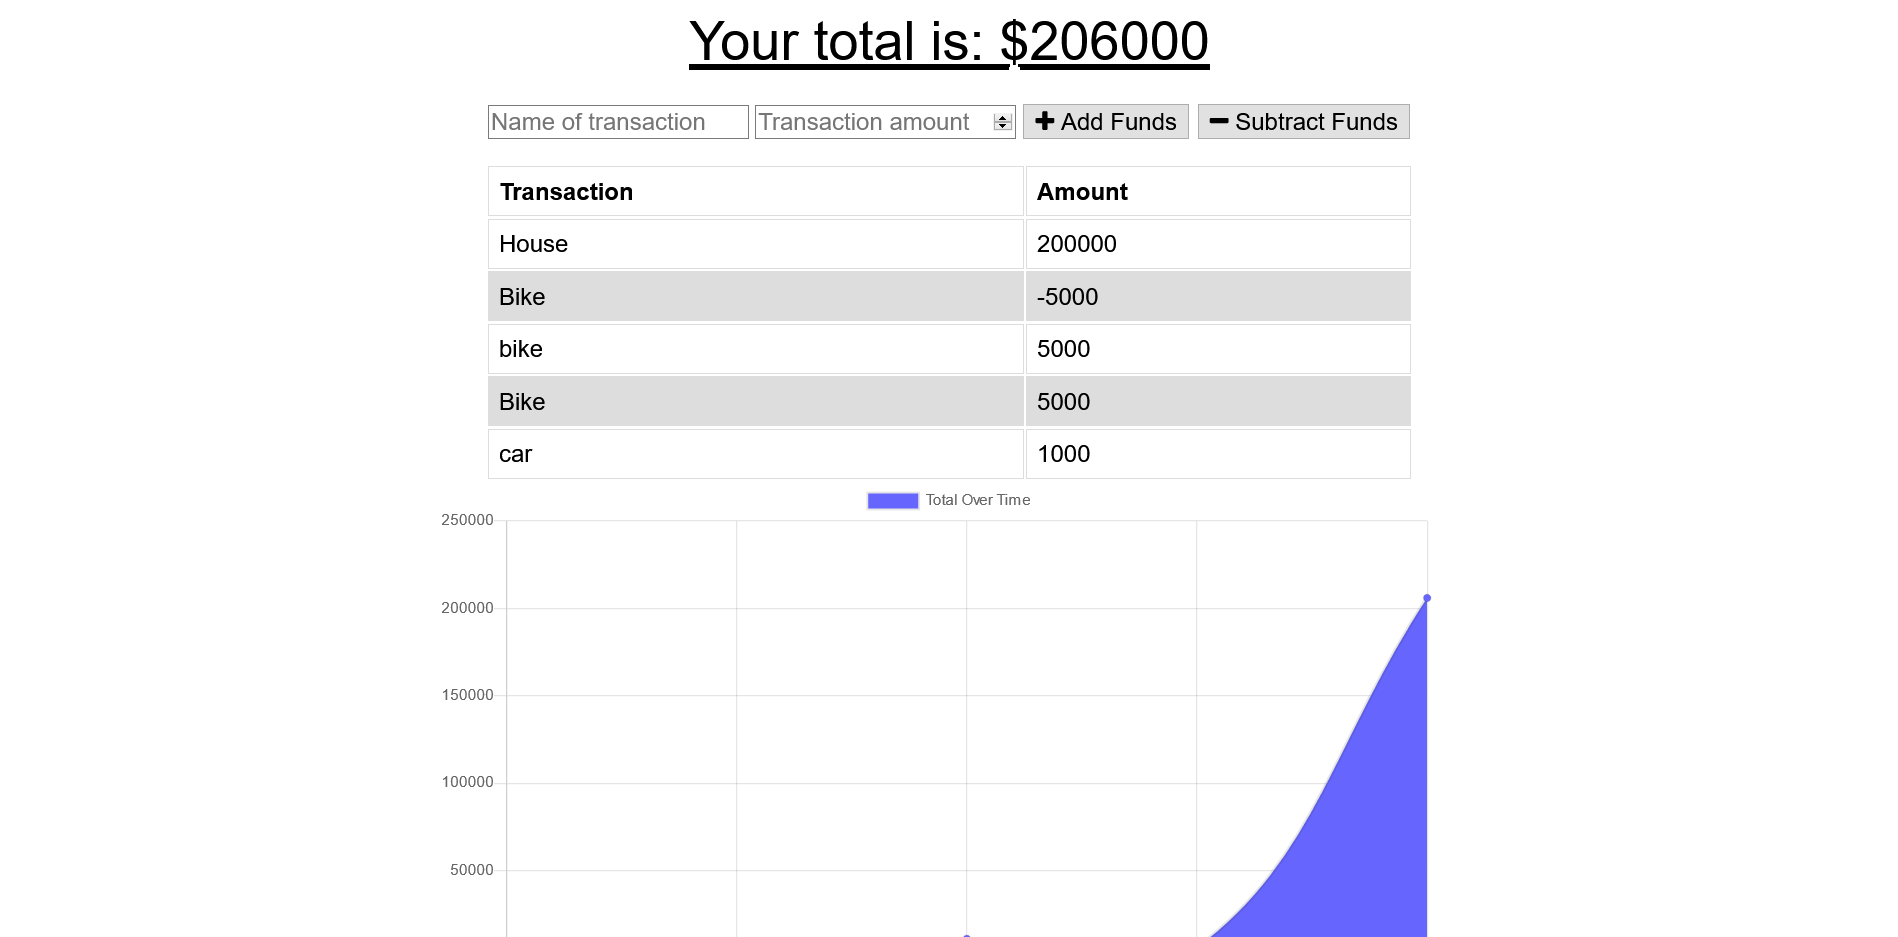 Your total is: $206000
Name of transaction Transaction amount Add Funds Subtract Funds
Transaction Amount
House 200000
Bike -5000
bike 5000
Bike 5000
car 1000
Total Over Time
250000
200000
150000
100000
50000